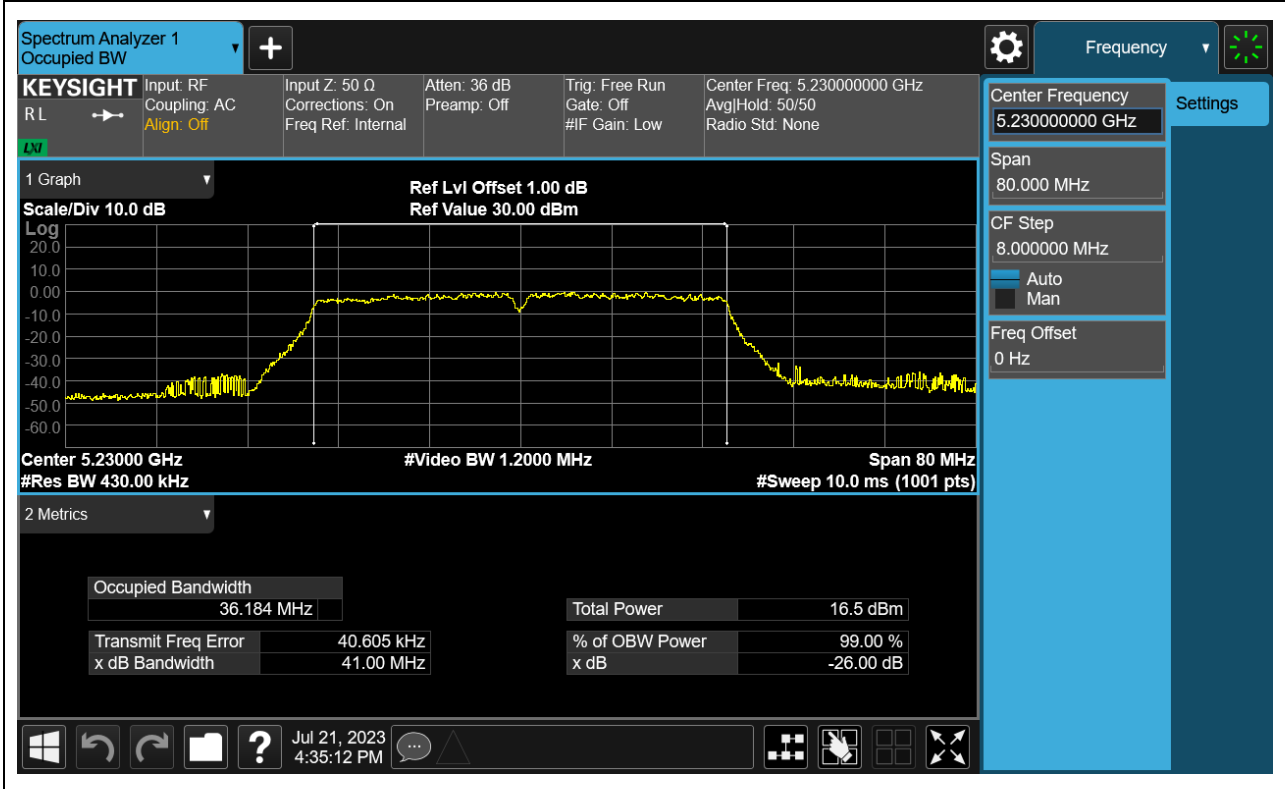 Spectrum Analyzer 1
Occupied BW
+
Frequency
KEYSIGHT
R L
LXI
Input: RF
Coupling: AC
Align: Off
Input Z: 50 Ω
Corrections: On
Freq Ref: Internal
Atten: 36 dB
Preamp: Off
Trig: Free Run
Gate: Off
#IF Gain: Low
Center Freq: 5.230000000 GHz
Avg|Hold: 50/50
Radio Std: None
Center Frequency
5.230000000 GHz
Settings
Span
80.000 MHz
CF Step
8.000000 MHz
Auto
Man
Freq Offset
0 Hz
1 Graph
Scale/Div 10.0 dB
Ref Lvl Offset 1.00 dB
Ref Value 30.00 dBm
Log
20.0
10.0
0.00
-10.0
-20.0
-30.0
-40.0
-50.0
-60.0
Center 5.23000 GHz
#Video BW 1.2000 MHz
Span 80 MHz
#Res BW 430.00 kHz
#Sweep 10.0 ms (1001 pts)
2 Metrics
Occupied Bandwidth
36.184 MHz
Total Power 16.5 dBm
Transmit Freq Error 40.605 kHz
% of OBW Power 99.00 %
x dB Bandwidth 41.00 MHz
x dB -26.00 dB
?
Jul 21, 2023
4:35:12 PM